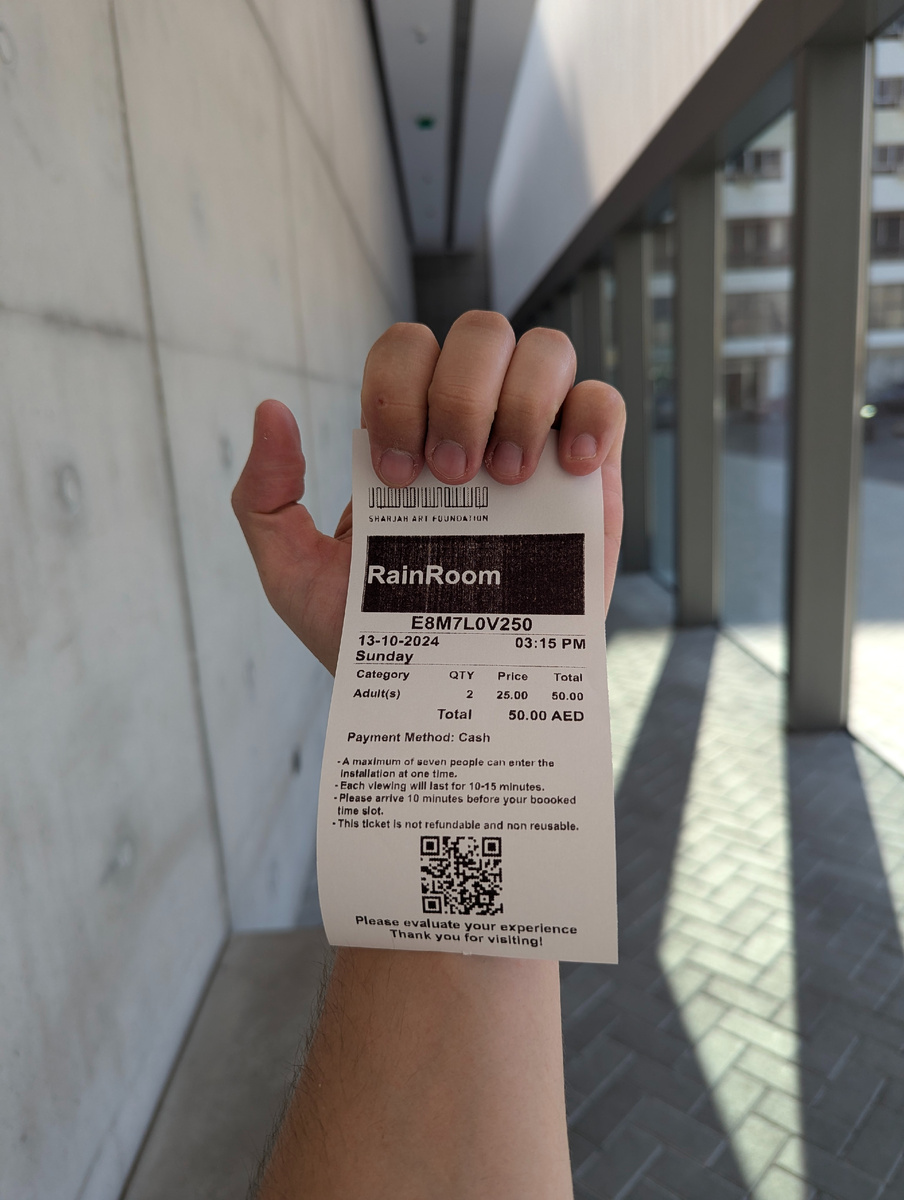 SHARJAH ART FOUNDATION
RainRoom
E8M7L0V250
13-10-2024 03:15 PM
Sunday
Category QTY Price Total
Adult(s) 2 25.00 50.00
Total 50.00 AED
Payment Method: Cash
-A maximum of seven people can enter the
installation at one time.
-Each viewing will last for 10-15 minutes.
-Please arrive 10 minutes before your boooked
time slot.
-This ticket is not refundable and non reusable.
Please evaluate your experience
Thank you for visiting!